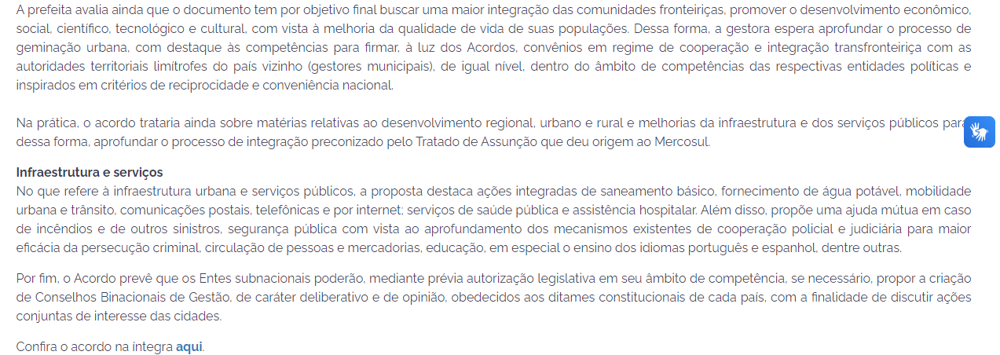 A prefeita avalia ainda que o documento tem por objetivo final buscar uma maior integração das comunidades fronteiriças, promover o desenvolvimento econômico,
social, científico, tecnológico e cultural, com vista à melhoria da qualidade de vida de suas populações. Dessa forma, a gestora espera aprofundar o processo de
geminação urbana, com destaque às competências para firmar, à luz dos Acordos, convênios em regime de cooperação e integração transfronteiriça com as
autoridades territoriais limítrofes do país vizinho (gestores municipais), de igual nível, dentro do âmbito de competências das respectivas entidades políticas e
inspirados em critérios de reciprocidade e conveniência nacional.
Na prática, o acordo trataria ainda sobre matérias relativas ao desenvolvimento regional, urbano e rural e melhorias da infraestrutura e dos serviços públicos para
dessa forma, aprofundar o processo de integração preconizado pelo Tratado de Assunção que deu origem ao Mercosul.
Infraestrutura e serviços
No que refere à infraestrutura urbana e serviços públicos, a proposta destaca ações integradas de saneamento básico, fornecimento de água potável, mobilidade
urbana e trânsito, comunicações postais, telefônicas e por internet; serviços de saúde pública e assistência hospitalar. Além disso, propõe uma ajuda mútua em caso
de incêndios e de outros sinistros, segurança pública com vista ao aprofundamento dos mecanismos existentes de cooperação policial e judiciária para maior
eficácia da persecução criminal, circulação de pessoas e mercadorias, educação, em especial o ensino dos idiomas português e espanhol, dentre outras.
Por fim, o Acordo prevê que os Entes subnacionais poderão, mediante prévia autorização legislativa em seu âmbito de competência, se necessário, propor a criação
de Conselhos Binacionais de Gestão, de caráter deliberativo e de opinião, obedecidos aos ditames constitucionais de cada país, com a finalidade de discutir ações
conjuntas de interesse das cidades.
Confira o acordo na íntegra aqui.